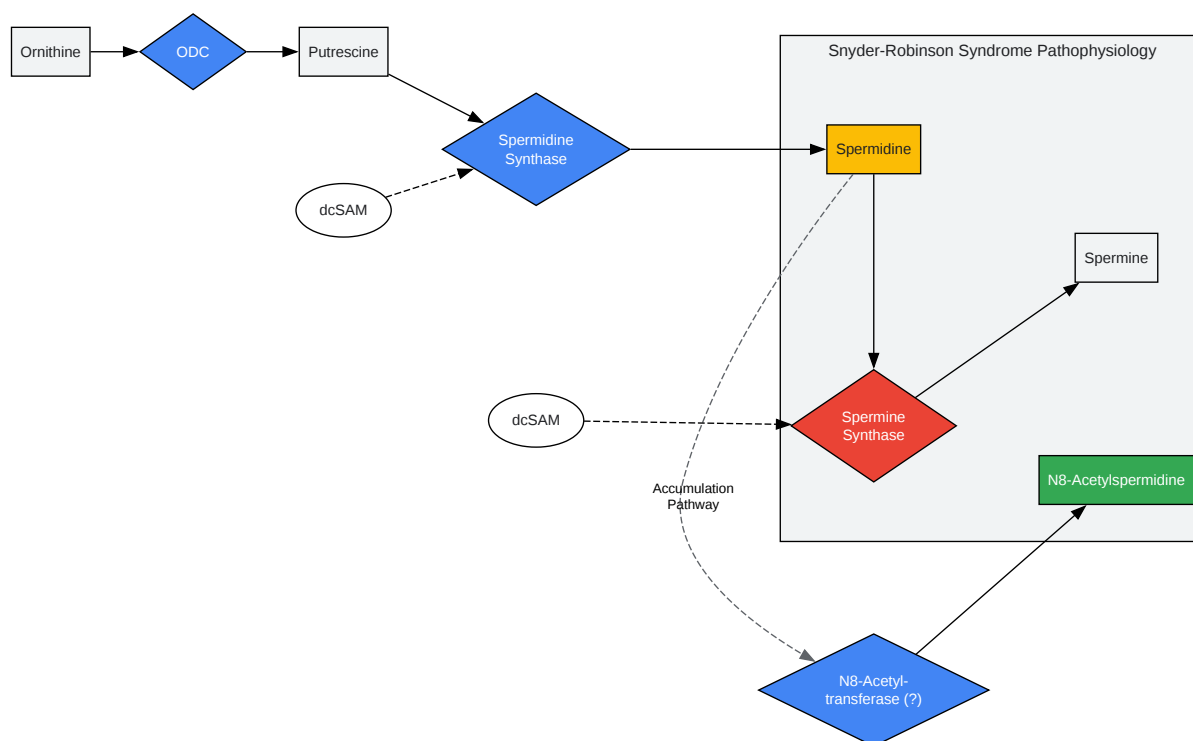 Ornithine
ODC
Putrescine
Snyder-Robinson Syndrome Pathophysiology
Spermidine
Synthase
Spermidine
dcSAM
Spermine
dcSAM
Spermine
Synthase
N8-Acetylspermidine
Accumulation
Pathway
N8-Acetyl-
transferase (?)